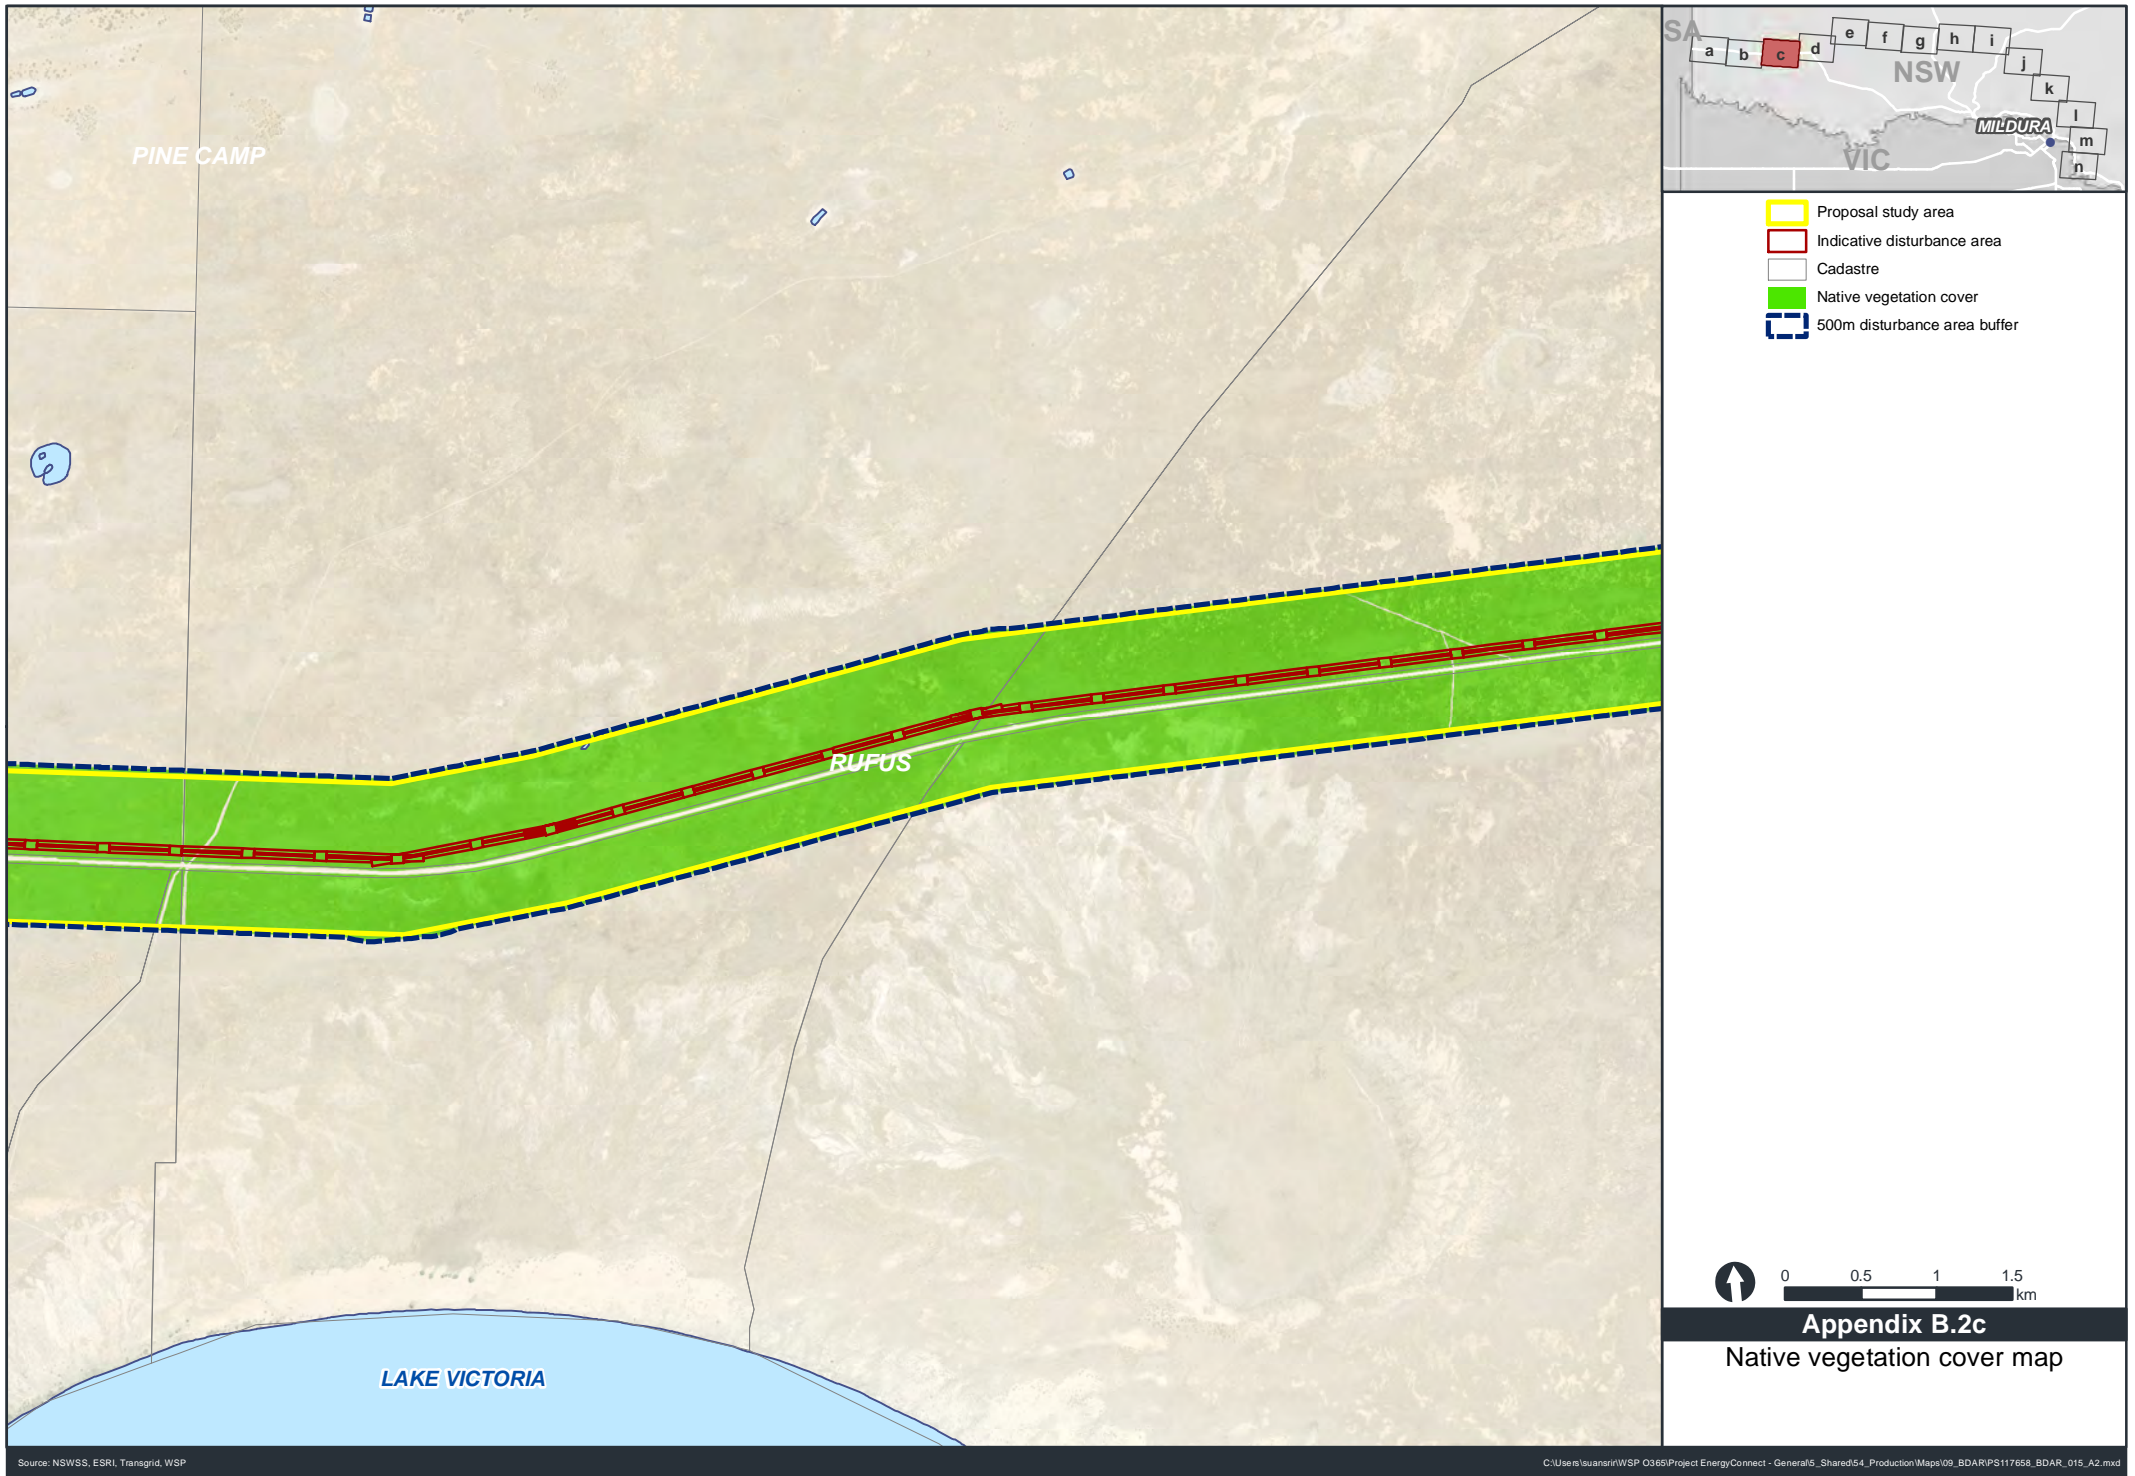 PINE CAMP
RUFUS
LAKE VICTORIA
SA
a
b
c
d
e
f
g
h
i
j
k
l
m
n
NSW
MILDURA
VIC
Proposal study area
Indicative disturbance area
Cadastre
Native vegetation cover
500m disturbance area buffer
0 0.5 1 1.5
km
Appendix B.2c
Native vegetation cover map
Source: NSWSS, ESRI, Transgrid, WSP
C:\Users\suansrir\WSP O365\Project EnergyConnect - General\5_Shared\54_Production\Maps\09_BDAR\PS117658_BDAR_015_A2.mxd